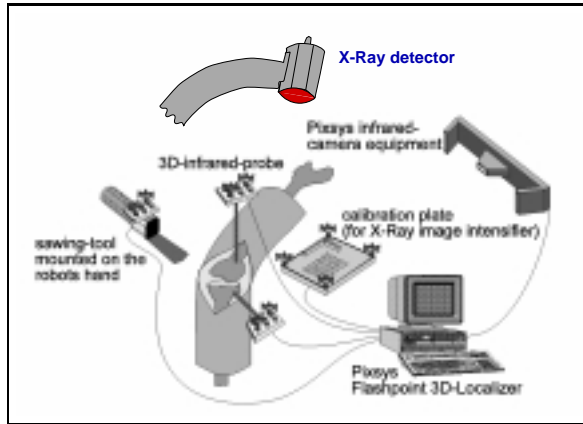 X-Ray detector
Pixsys infrared-
camera equipment
3D-infrared-probe
calibration plate
(for X-Ray image intensifier)
sawing-tool
mounted on the
robots hand
Pixsys
Flashpoint 3D-Localizer